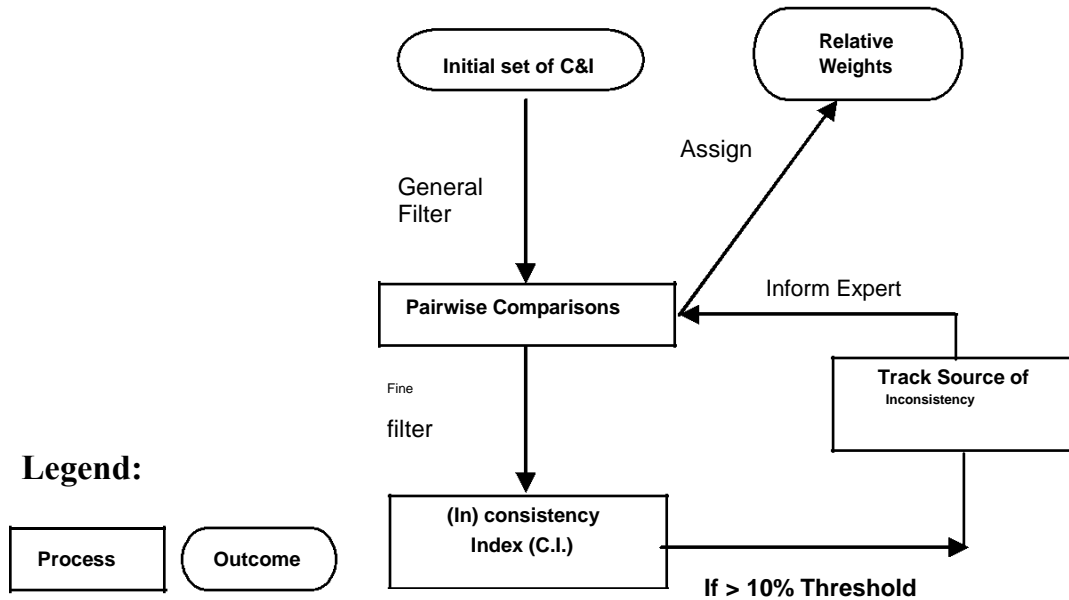 Initial set of C&I
Relative
Weights
Assign
General
Filter
Inform Expert
Pairwise Comparisons
Track Source of
Inconsistency
Fine
filter
Legend:
(In) consistency
Index (C.I.)
Process
Outcome
If > 10% Threshold